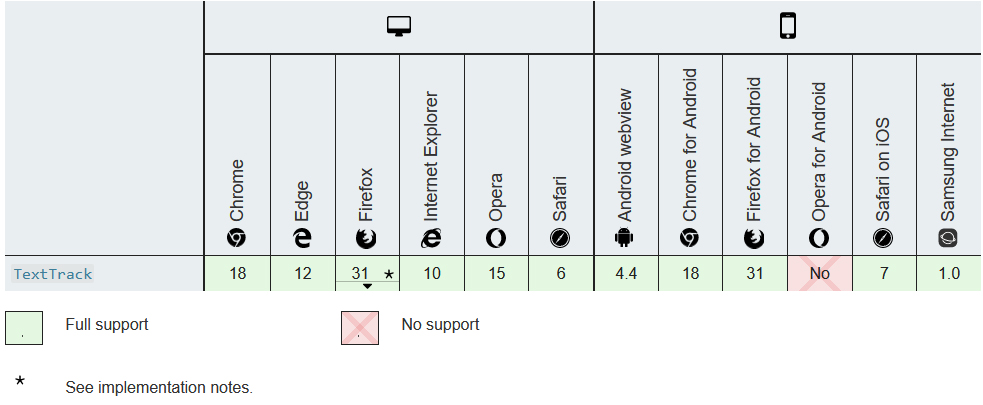 Chrome
Edge
Firefox
Internet Explorer
Opera
Safari
Android webview
Chrome for Android
Firefox for Android
Opera for Android
Safari on iOS
Samsung Internet
TextTrack 18 12 31 * 10 15 6 4.4 18 31 No 7 1.0
Full support No support
* See implementation notes.